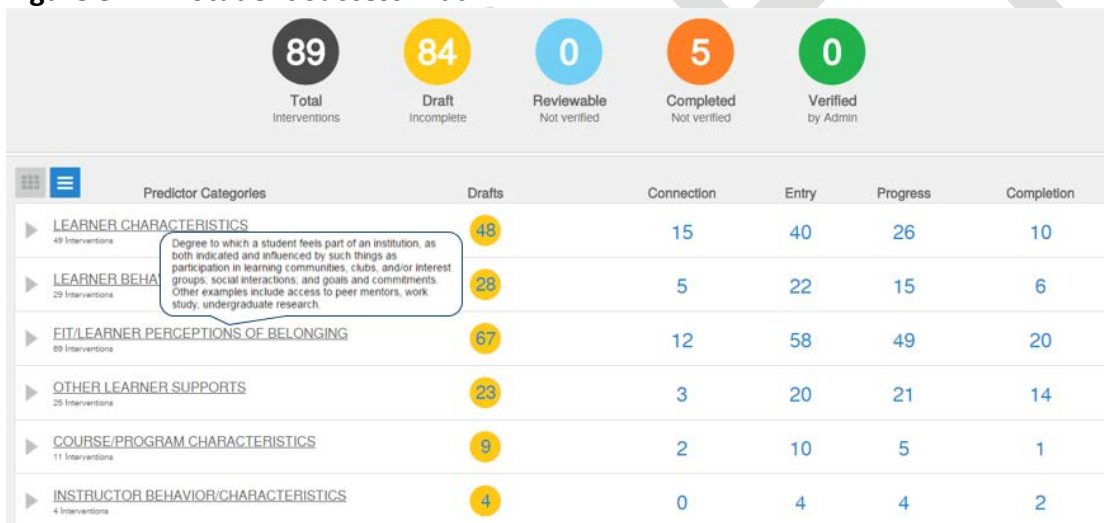 89 84 0 5 0
Total Draft Reviewable Completed Verified
Interventions Incomplete Not verified Not verified by Admin
Predictor Categories Drafts Connection Entry Progress Completion
LEARNER CHARACTERISTICS 48 15 40 26 10
49 Interventions
Degree to which a student feels part of an institution, as
both indicated and influenced by such things as
participation in learning communities, clubs, and/or interest
groups; social interactions; and goals and commitments.
Other examples include access to peer mentors, work
study, undergraduate research.
LEARNER BEHA 28 5 22 15 6
29 Interventions
FIT/LEARNER PERCEPTIONS OF BELONGING 67 12 58 49 20
69 Interventions
OTHER LEARNER SUPPORTS 23 3 20 21 14
25 Interventions
COURSE/PROGRAM CHARACTERISTICS 9 2 10 5 1
11 Interventions
INSTRUCTOR BEHAVIOR/CHARACTERISTICS 4 0 4 4 2
4 Interventions